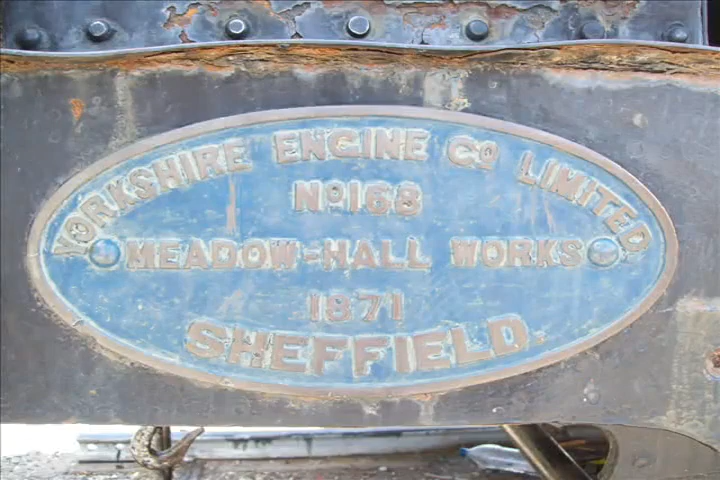 YORKSHIRE ENGINE CO LIMITED
NO 168
MEADOW-HALL WORKS
1871
SHEFFIELD.